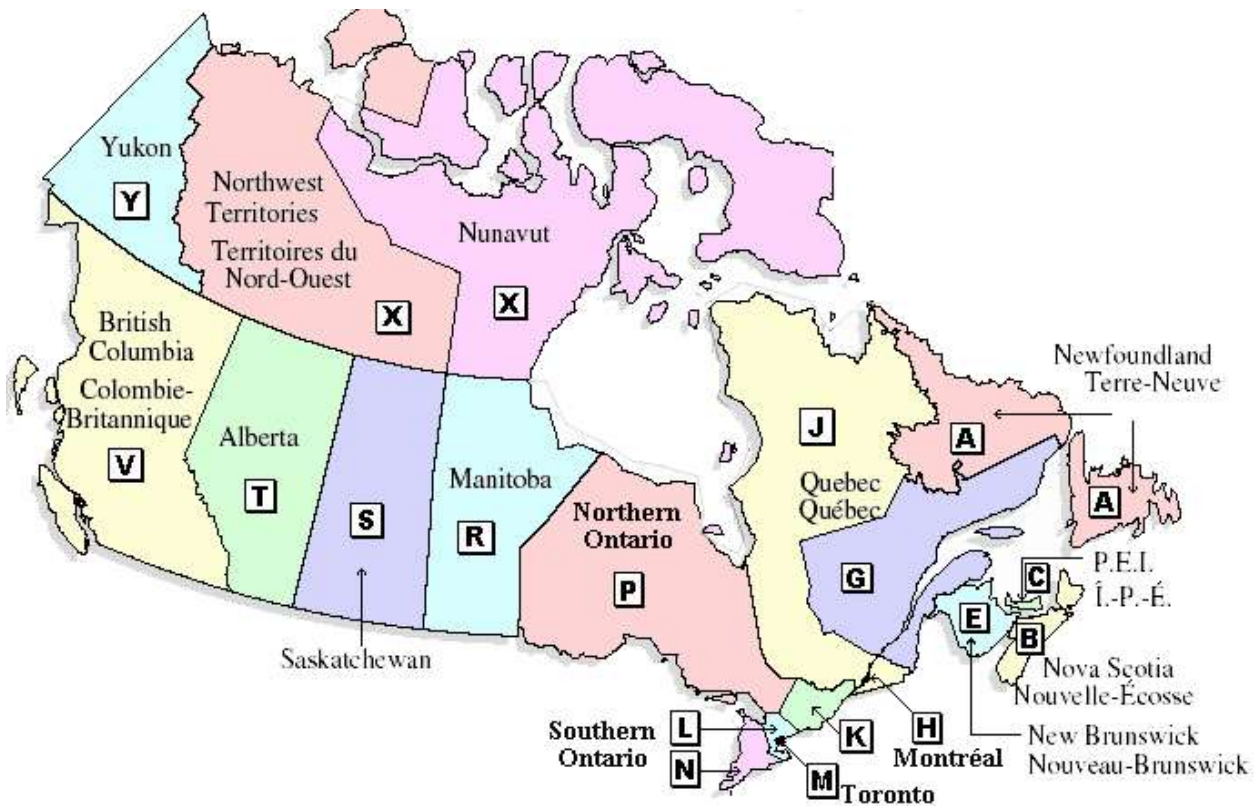 Yukon
Y
Northwest
Territories
Territoires du
Nord-Ouest
X
Nunavut
X
British
Columbia
Colombie-
Britannique
V
Alberta
T
S
Saskatchewan
Manitoba
R
Northern
Ontario
P
J
Quebec
Québec
G
Newfoundland
Terre-Neuve
A
A
P.E.I.
Î.-P.-É.
C
E
B
Nova Scotia
Nouvelle-Écosse
New Brunswick
Nouveau-Brunswick
H
Montréal
K
L
Southern
Ontario
N
M
Toronto